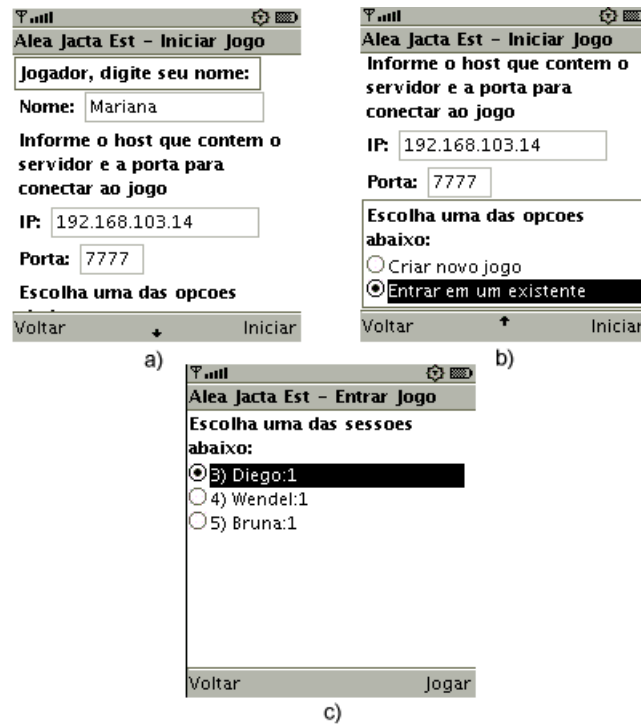 Alea Jacta Est - Iniciar Jogo
Jogador, digite seu nome:
Nome: Mariana
Informe o host que contem o
servidor e a porta para
conectar ao jogo
IP: 192.168.103.14
Porta: 7777
Escolha uma das opcoes
Voltar Iniciar
a)
Alea Jacta Est - Iniciar Jogo
Informe o host que contem o
servidor e a porta para
conectar ao jogo
IP: 192.168.103.14
Porta: 7777
Escolha uma das opcoes
abaixo:
Criar novo jogo
Entrar em um existente
Voltar Iniciar
b)
Alea Jacta Est - Entrar Jogo
Escolha uma das sessoes
abaixo:
3) Diego:1
4) Wendel:1
5) Bruna:1
Voltar Jogar
c)